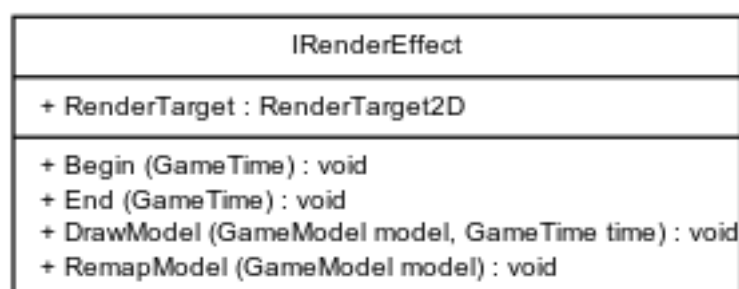 IRenderEffect
+ RenderTarget : RenderTarget2D
+ Begin (GameTime) : void
+ End (GameTime) : void
+ DrawModel (GameModel model, GameTime time) : void
+ RemapModel (GameModel model) : void